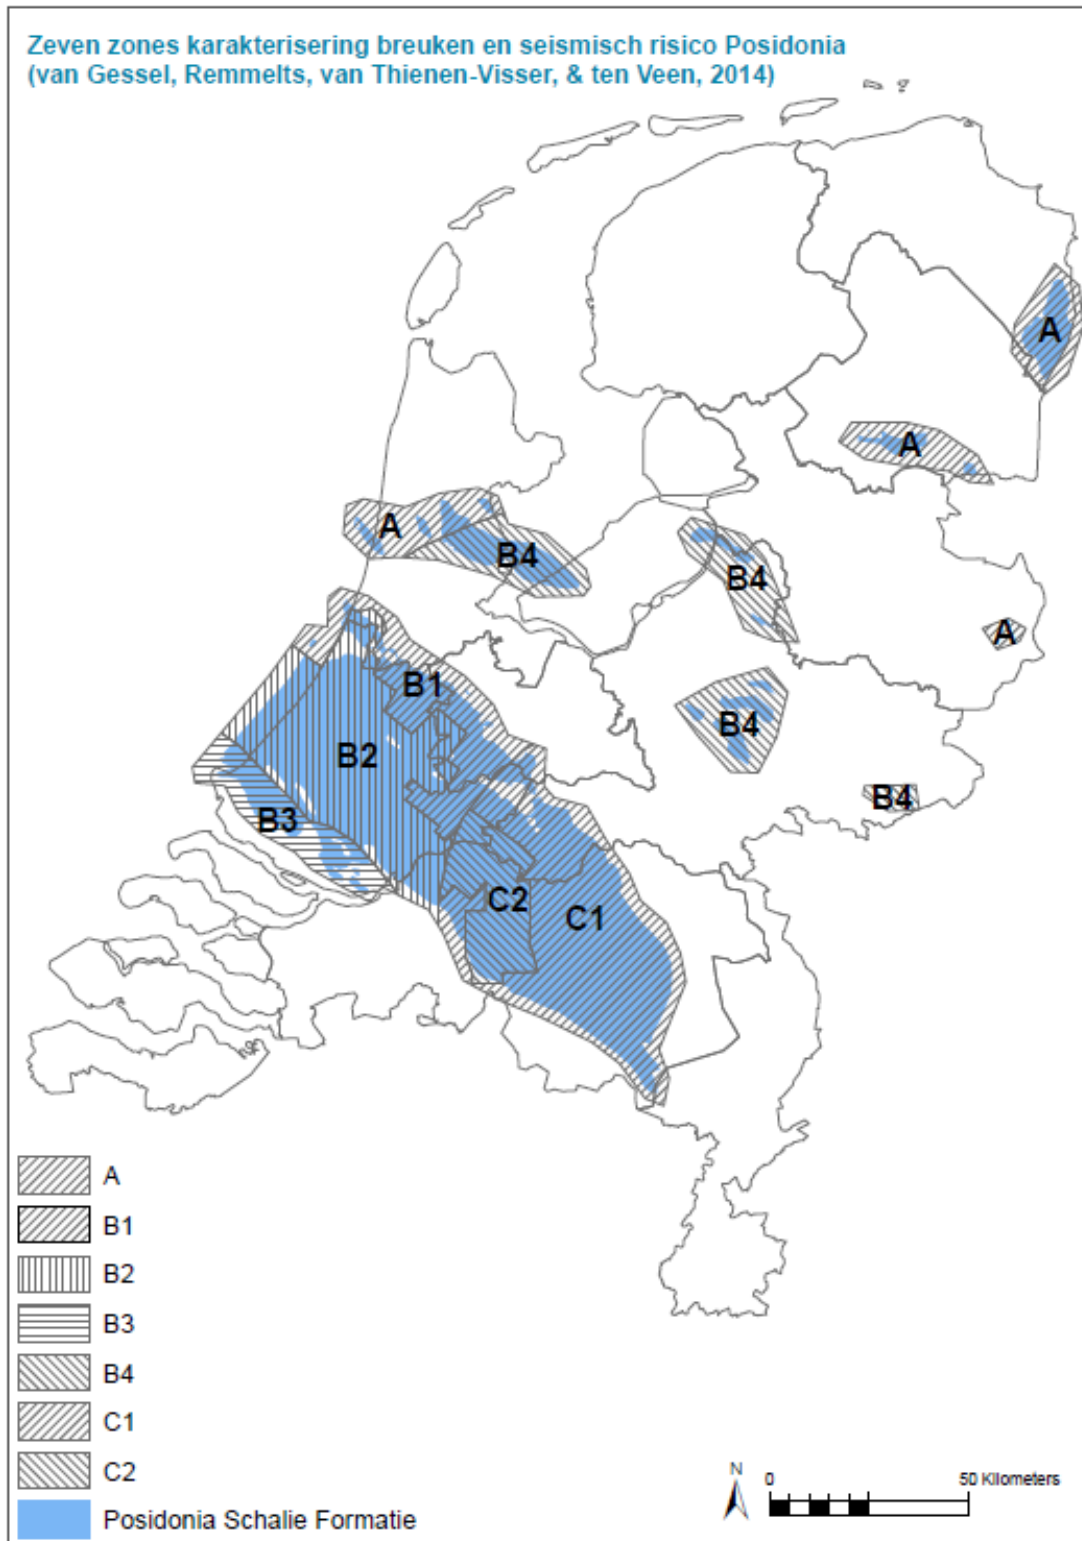 Zeven zones karakterisering breuken en seismisch risico Posidonia
(van Gessel, Remmelts, van Thienen-Visser, & ten Veen, 2014)
A
A
A
B4
B4
A
B1
B4
B2
B4
B3
C2
C1
A
B1
B2
B3
B4
C1
C2
Posidonia Schalie Formatie
N
0
50 Kilometers